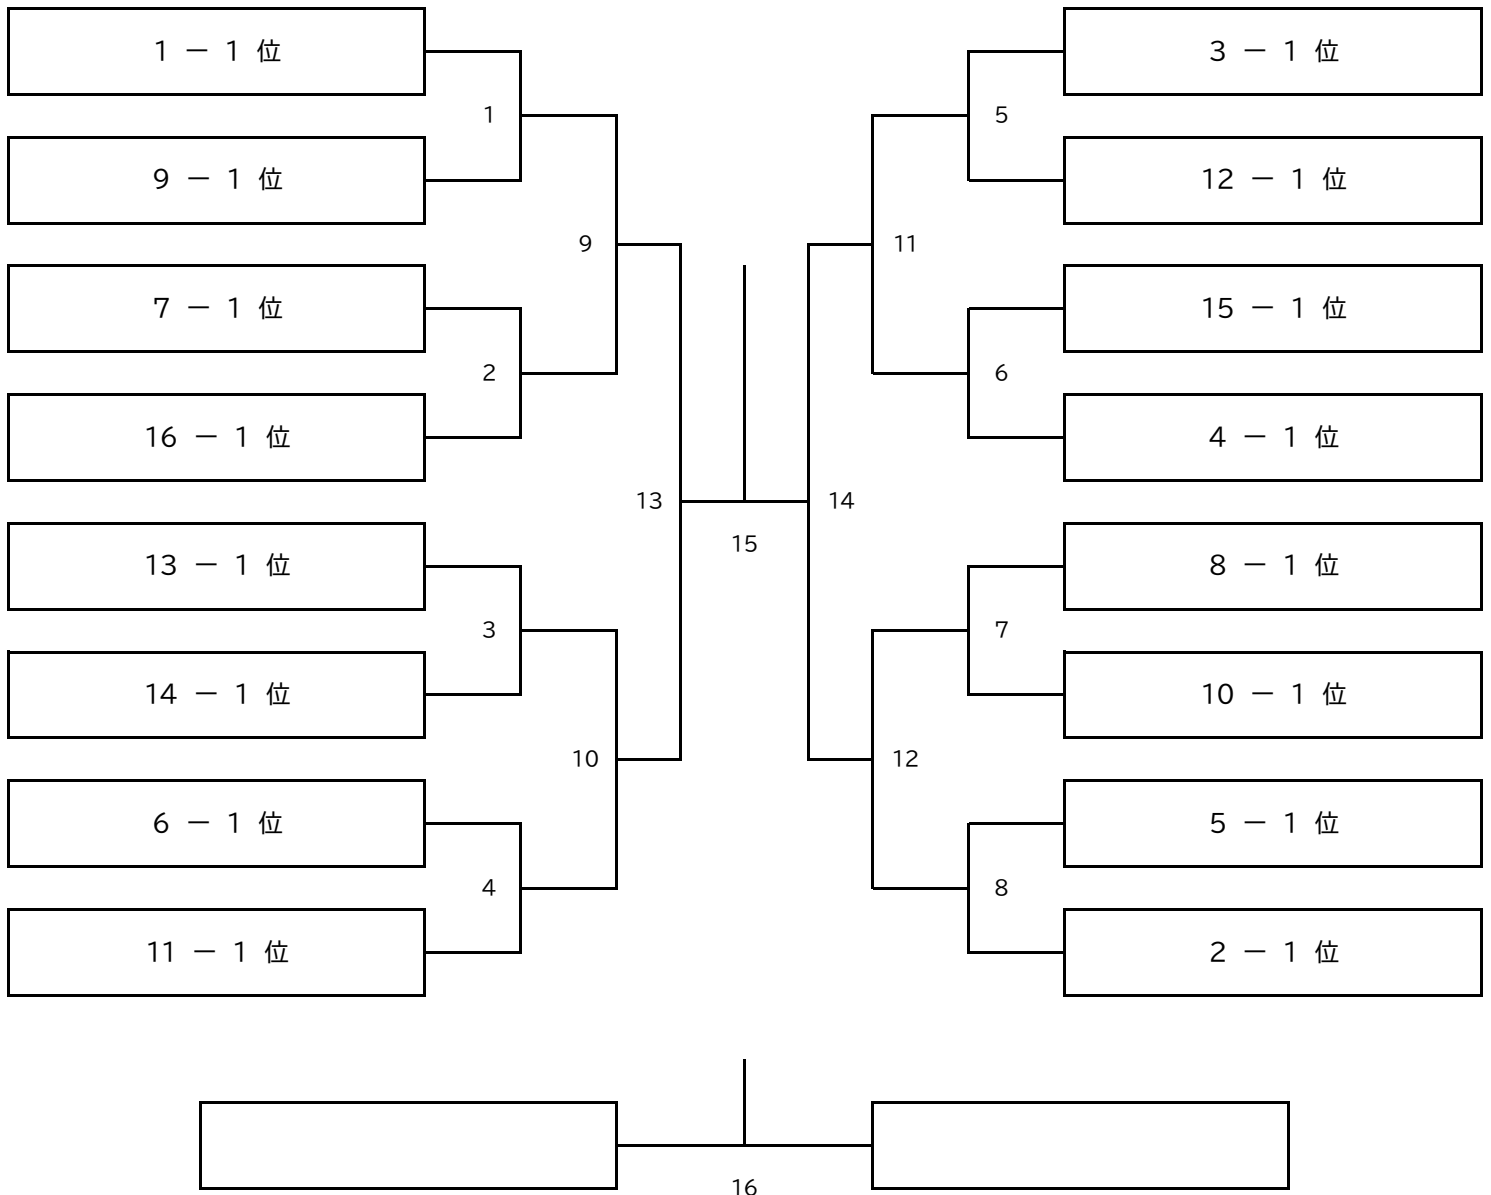 1 － 1 位
9 － 1 位
7 － 1 位
16 － 1 位
13 － 1 位
14 － 1 位
6 － 1 位
11 － 1 位
1
2
3
4
9
10
13
15
14
11
12
5
6
7
8
3 － 1 位
12 － 1 位
15 － 1 位
4 － 1 位
8 － 1 位
10 － 1 位
5 － 1 位
2 － 1 位
16